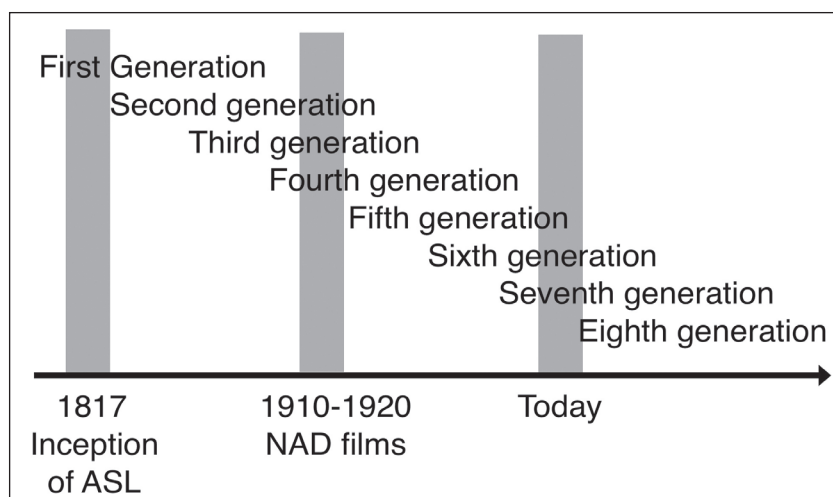 First Generation
Second generation
Third generation
Fourth generation
Fifth generation
Sixth generation
Seventh generation
Eighth generation
1817
Inception
of ASL
1910-1920
NAD films
Today